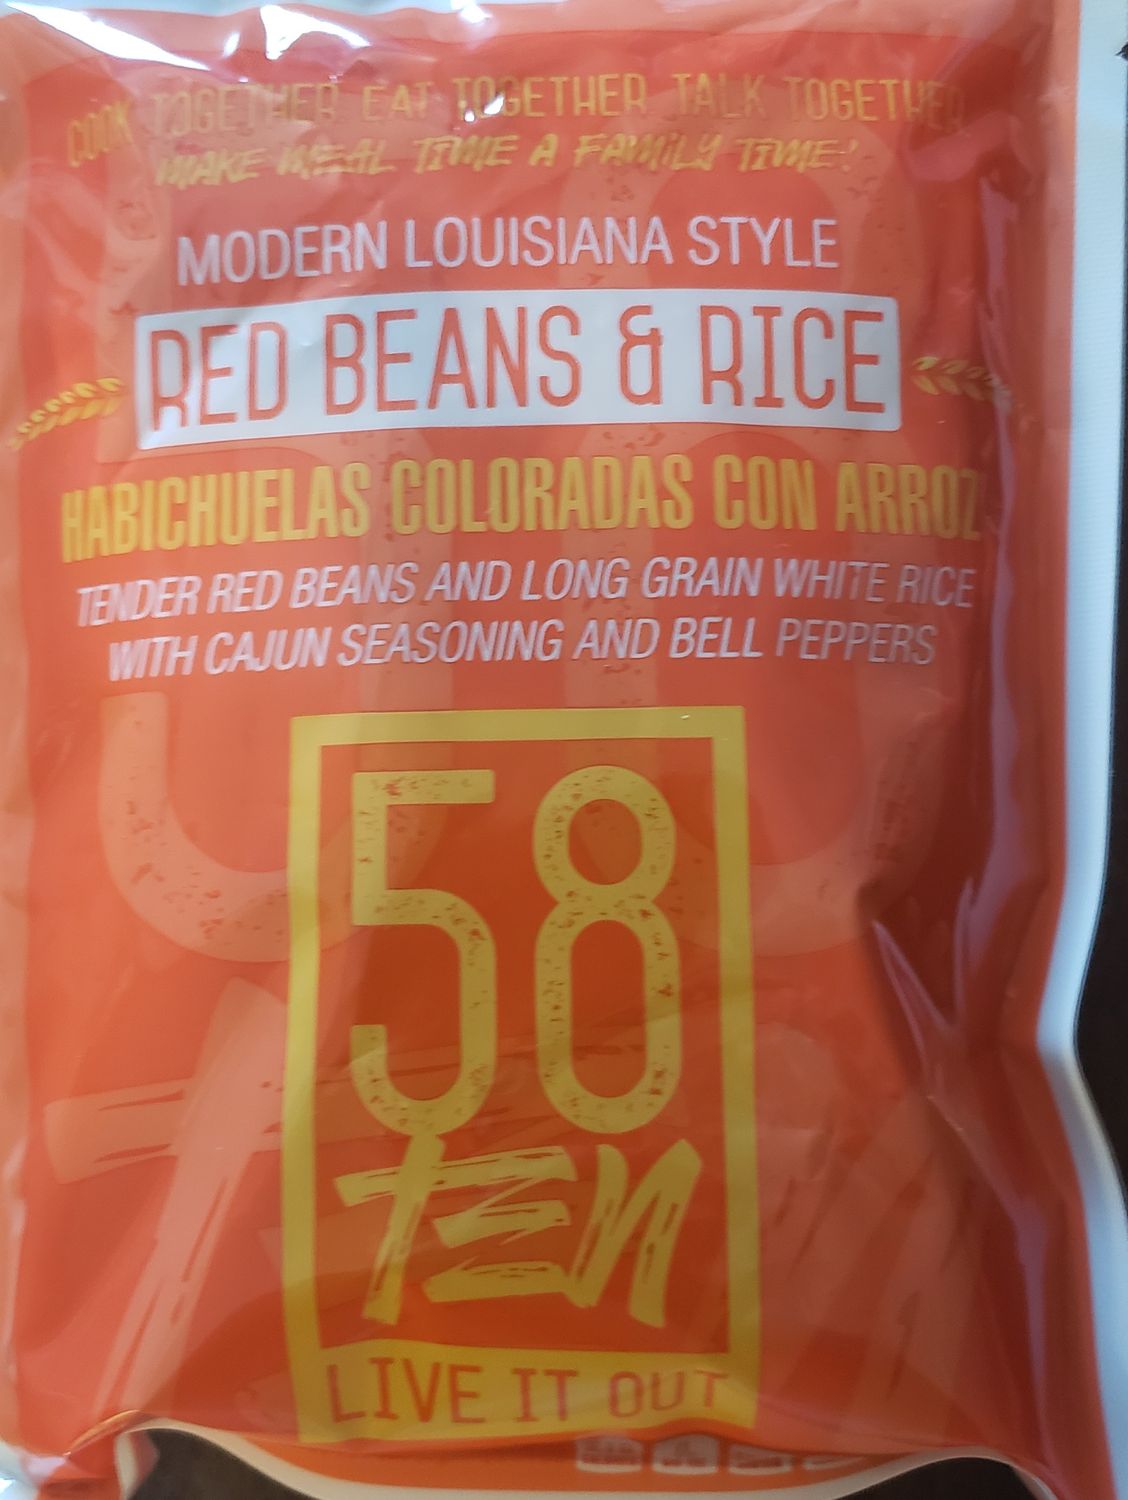 COOK TOGETHER EAT TOGETHER TALK TOGETHER
MAKE MEAL TIME A FAMILY TIME!
MODERN LOUISIANA STYLE
RED BEANS & RICE
HABICHUELAS COLORADAS CON ARROZ
TENDER RED BEANS AND LONG GRAIN WHITE RICE
WITH CAJUN SEASONING AND BELL PEPPERS
58
TEN
LIVE IT OUT